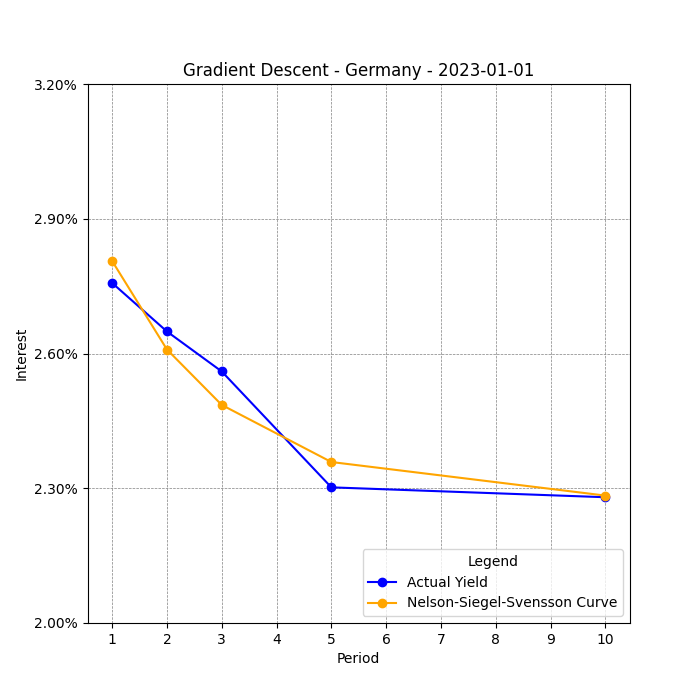 Gradient Descent - Germany - 2023-01-01
3.20%
2.90%
2.60%
2.30%
2.00%
Interest
1 2 3 4 5 6 7 8 9 10
Period
Legend
Actual Yield
Nelson-Siegel-Svensson Curve